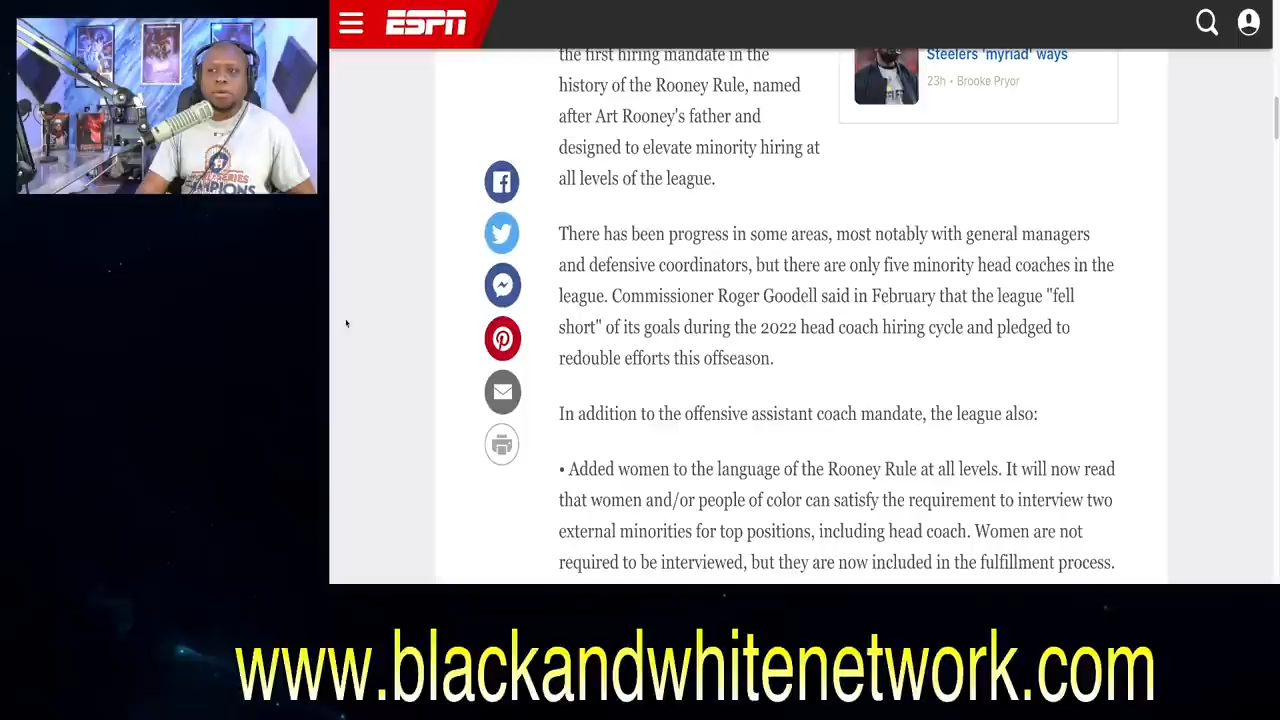 ESPN
the first hiring mandate in the
history of the Rooney Rule, named
after Art Rooney's father and
designed to elevate minority hiring at
all levels of the league.
Steelers 'myriad' ways
23h • Brooke Pryor
There has been progress in some areas, most notably with general managers
and defensive coordinators, but there are only five minority head coaches in the
league. Commissioner Roger Goodell said in February that the league "fell
short" of its goals during the 2022 head coach hiring cycle and pledged to
redouble efforts this offseason.
In addition to the offensive assistant coach mandate, the league also:
• Added women to the language of the Rooney Rule at all levels. It will now read
that women and/or people of color can satisfy the requirement to interview two
external minorities for top positions, including head coach. Women are not
required to be interviewed, but they are now included in the fulfillment process.
www.blackandwhitenetwork.com